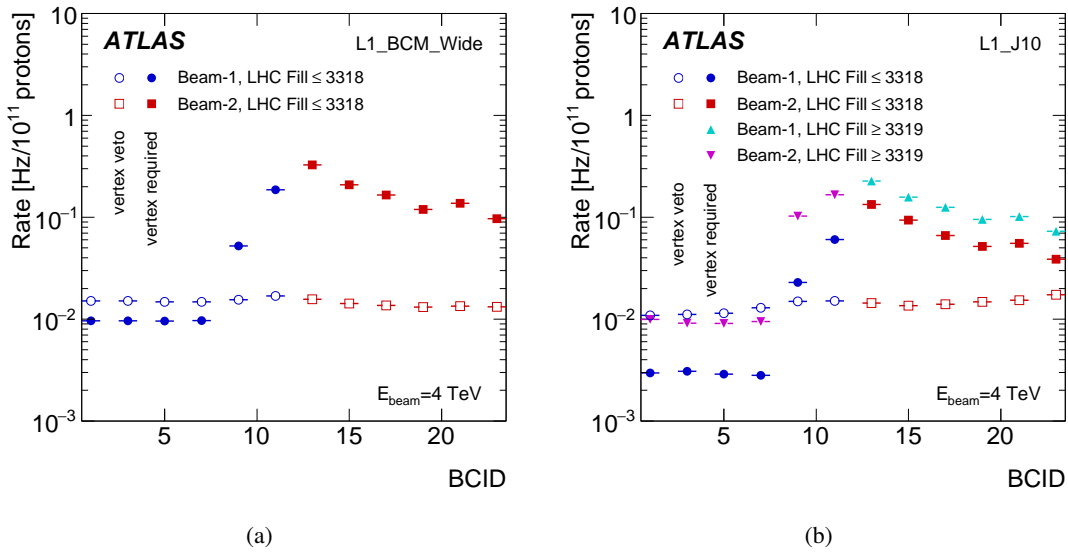 ATLAS
L1_BCM_Wide
Beam-1, LHC Fill ≤ 3318
Beam-2, LHC Fill ≤ 3318
vertex veto
vertex required
E_beam=4 TeV
Rate [Hz/10^11 protons]
10
1
10^−1
10^−2
10^−3
5 10 15 20
BCID
(a)
ATLAS
L1_J10
Beam-1, LHC Fill ≤ 3318
Beam-2, LHC Fill ≤ 3318
Beam-1, LHC Fill ≥ 3319
Beam-2, LHC Fill ≥ 3319
vertex veto
vertex required
E_beam=4 TeV
Rate [Hz/10^11 protons]
10
1
10^−1
10^−2
10^−3
5 10 15 20
BCID
(b)